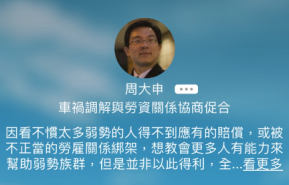 周大申
車禍調解與勞資關係協商促合
因看不慣太多弱勢的人得不到應有的賠償，或被
不正當的勞雇關係綁架，想教會更多人有能力來
幫助弱勢族群，但是並非以此得利，全...看更多